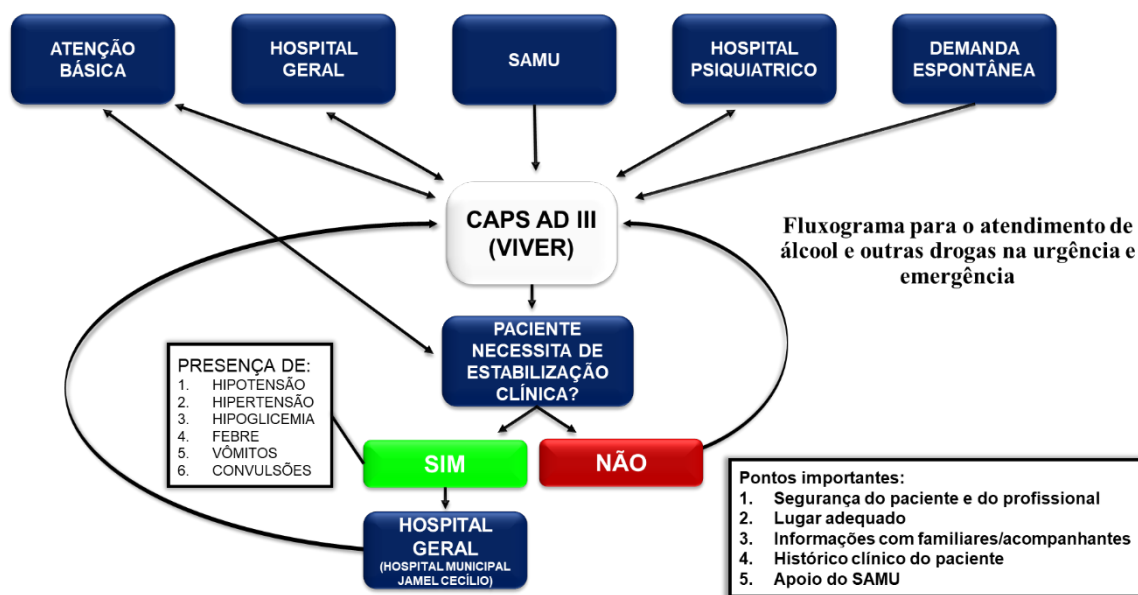 ATENÇÃO
BÁSICA
HOSPITAL
GERAL
SAMU
HOSPITAL
PSIQUIATRICO
DEMANDA
ESPONTÂNEA
CAPS AD III
(VIVER)
Fluxograma para o atendimento de
álcool e outras drogas na urgência e
emergência
PACIENTE
NECESSITA DE
ESTABILIZAÇÃO
CLÍNICA?
PRESENÇA DE:
1. HIPOTENSÃO
2. HIPERTENSÃO
3. HIPOGLICEMIA
4. FEBRE
5. VÔMITOS
6. CONVULSÕES
SIM
NÃO
HOSPITAL
GERAL
(HOSPITAL MUNICIPAL
JAMEL CECÍLIO)
Pontos importantes:
1. Segurança do paciente e do profissional
2. Lugar adequado
3. Informações com familiares/acompanhantes
4. Histórico clínico do paciente
5. Apoio do SAMU